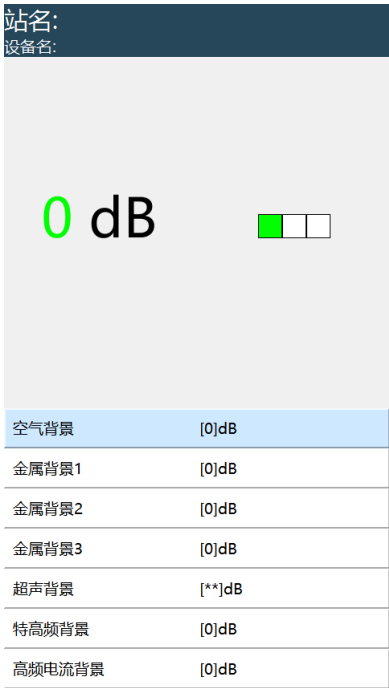 站名:
设备名:
0 dB
空气背景 [0]dB
金属背景1 [0]dB
金属背景2 [0]dB
金属背景3 [0]dB
超声背景 [**]dB
特高频背景 [0]dB
高频电流背景 [0]dB